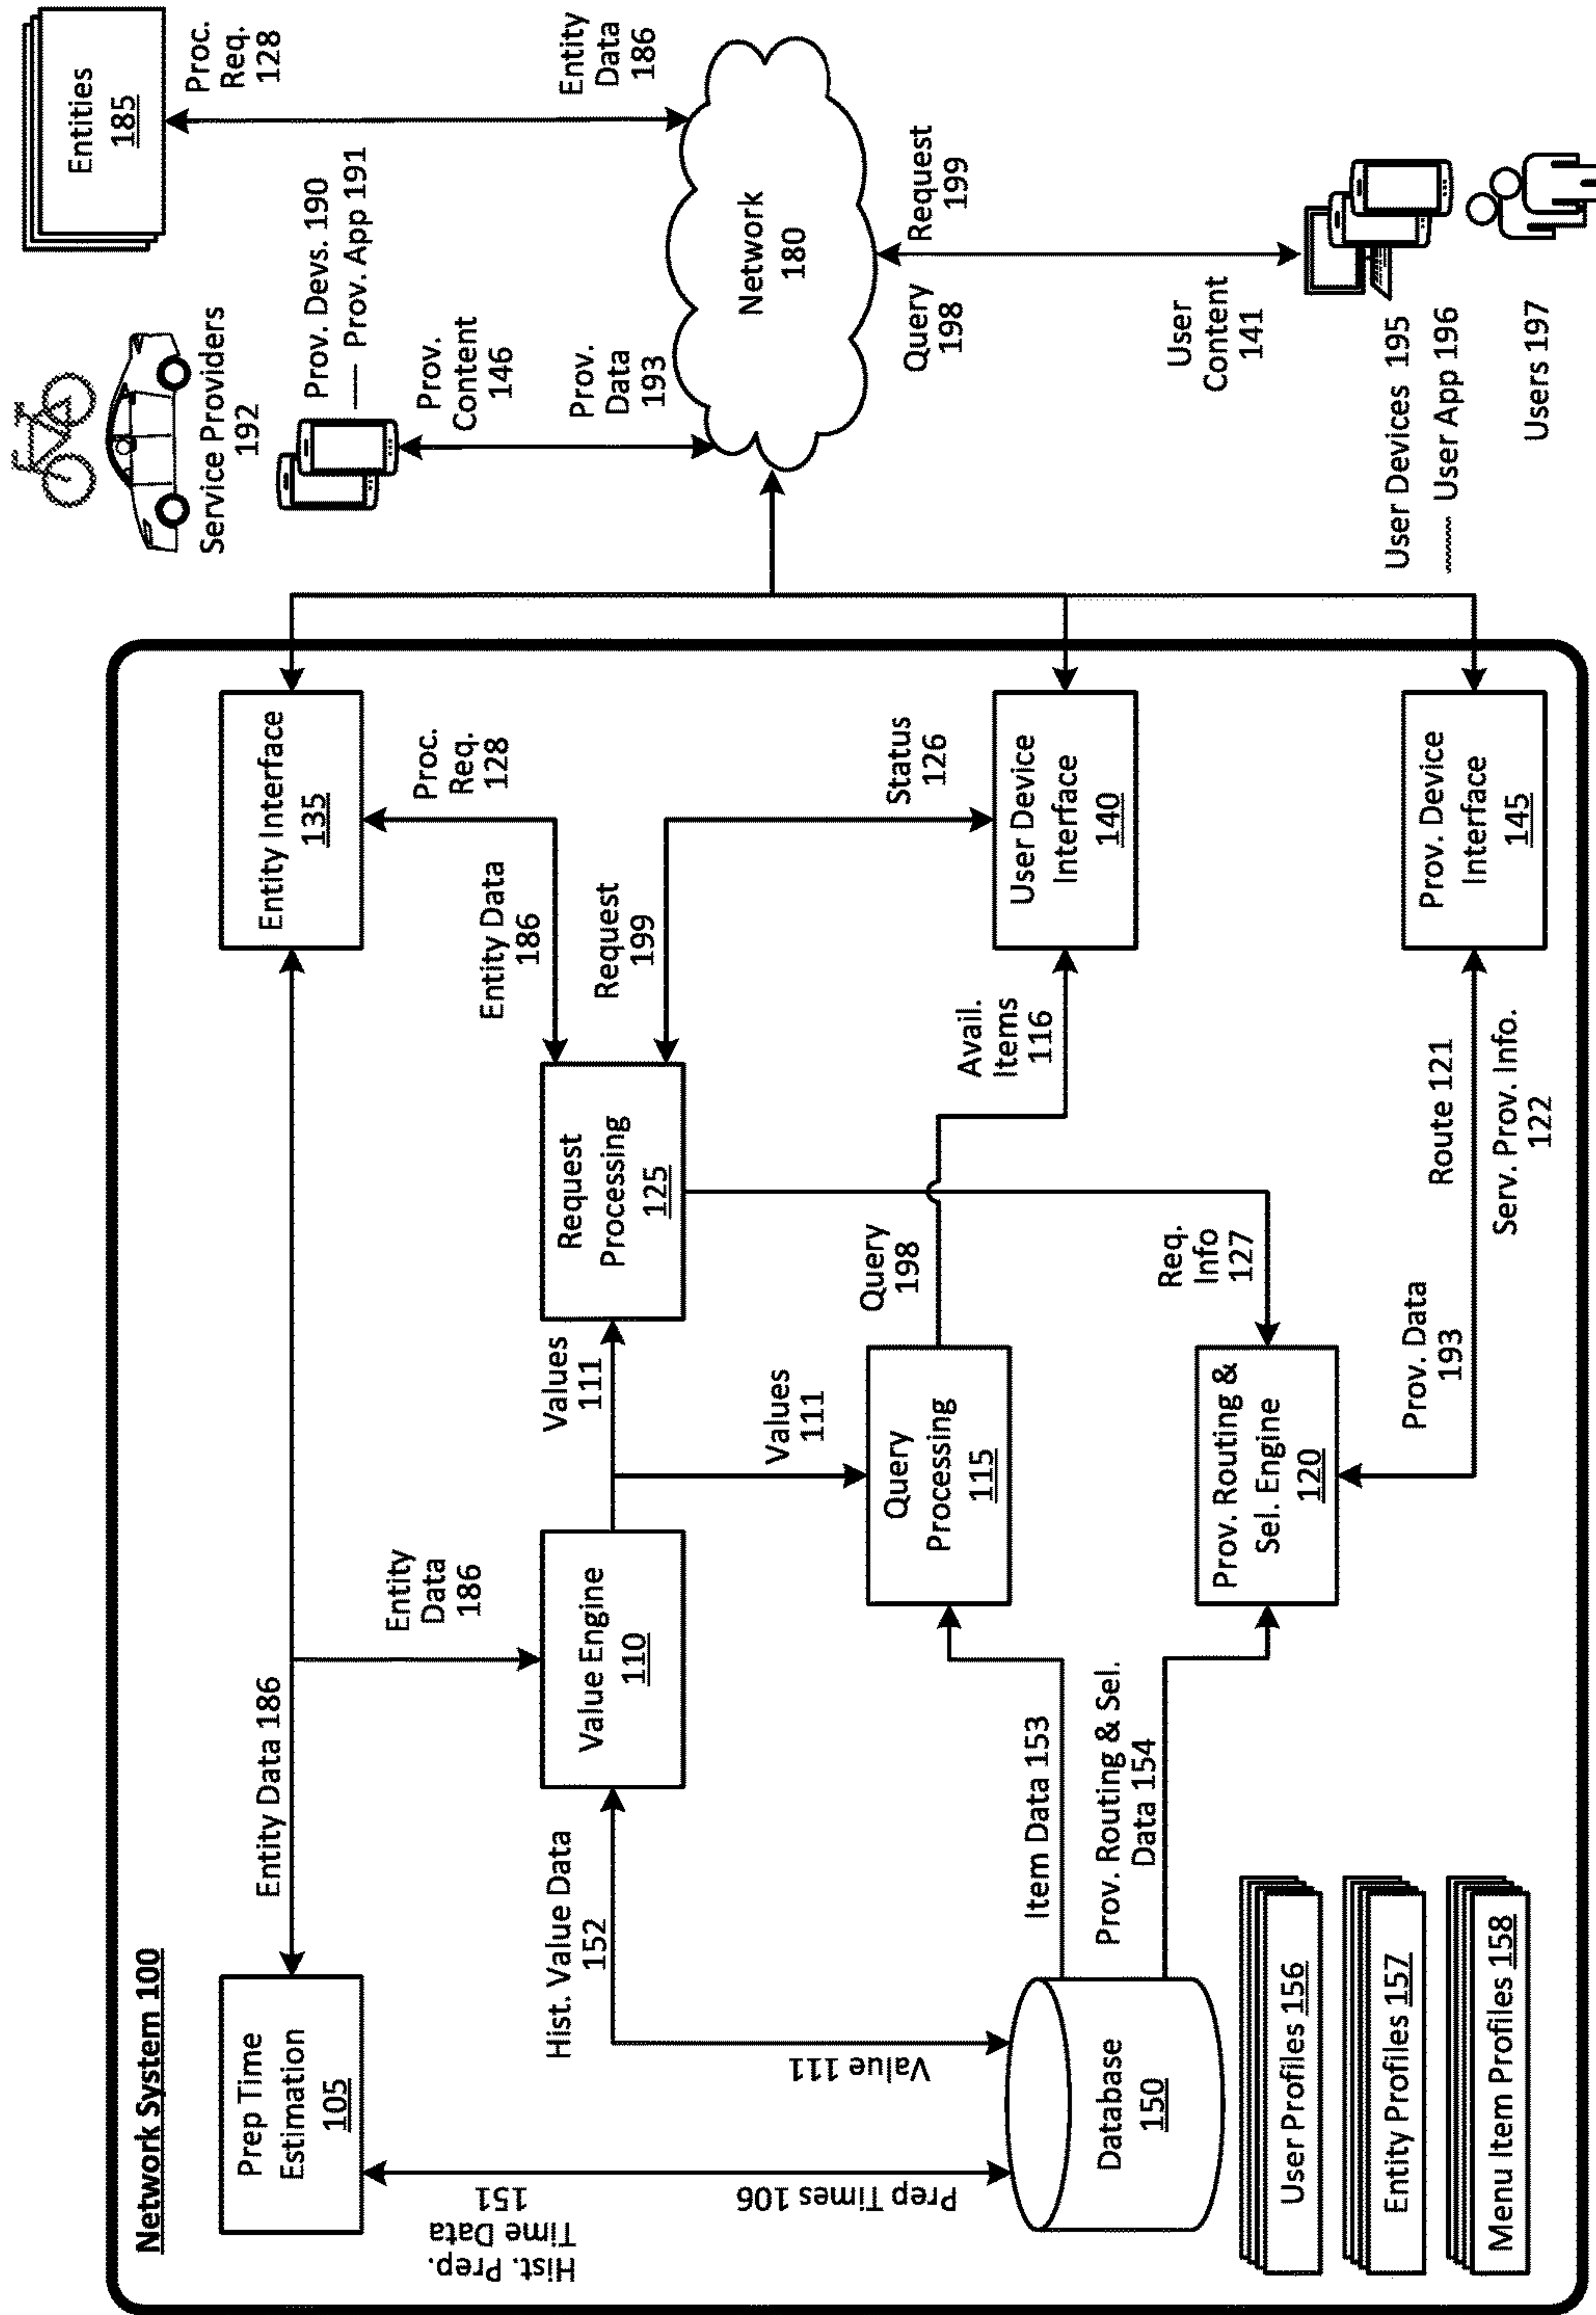 Network System 100
Prep Time
Estimation
105
Entity Data 186
Entity Interface
135
Hist. Prep.
Time Data
151
Prep Times 106
Hist. Value Data
152
Value 111
Entity
Data
186
Value Engine
110
Values
111
Values
111
Request
Processing
125
Entity Data
186
Proc.
Req.
128
Request
199
Status
126
Database
150
Item Data 153
Prov. Routing & Sel.
Data 154
Query
Processing
115
Query
198
Avail.
Items
116
User Device
Interface
140
Prov. Routing &
Sel. Engine
120
Req.
Info
127
Prov. Data
193
Route 121
Serv. Prov. Info.
122
Prov. Device
Interface
145
User Profiles 156
Entity Profiles 157
Menu Item Profiles 158
Service Providers
192
Prov. Devs. 190
Prov. App 191
Prov.
Content
146
Prov.
Data
193
Entities
185
Proc.
Req.
128
Entity
Data
186
Network
180
Query
198
Request
199
User
Content
141
User Devices 195
User App 196
Users 197